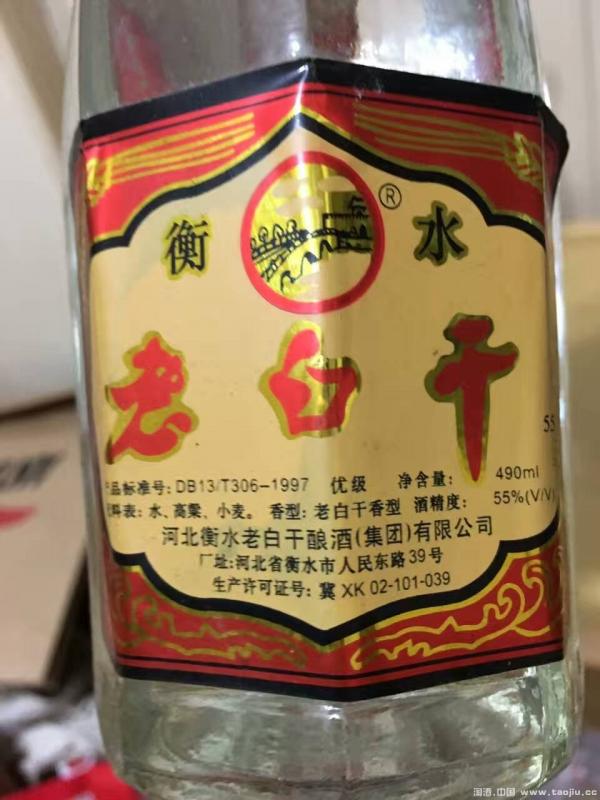 衡 ® 水
老白干
55
产品标准号: DB13/T306-1997 优级 净含量: 490ml
料表: 水、高粱、小麦。 香型: 老白干香型 酒精度: 55%(V/V)
河北衡水老白干酿酒(集团)有限公司
厂址:河北省衡水市人民东路39号
生产许可证号: 冀 XK 02-101-039
淘酒.中国 www.taojiu.cc